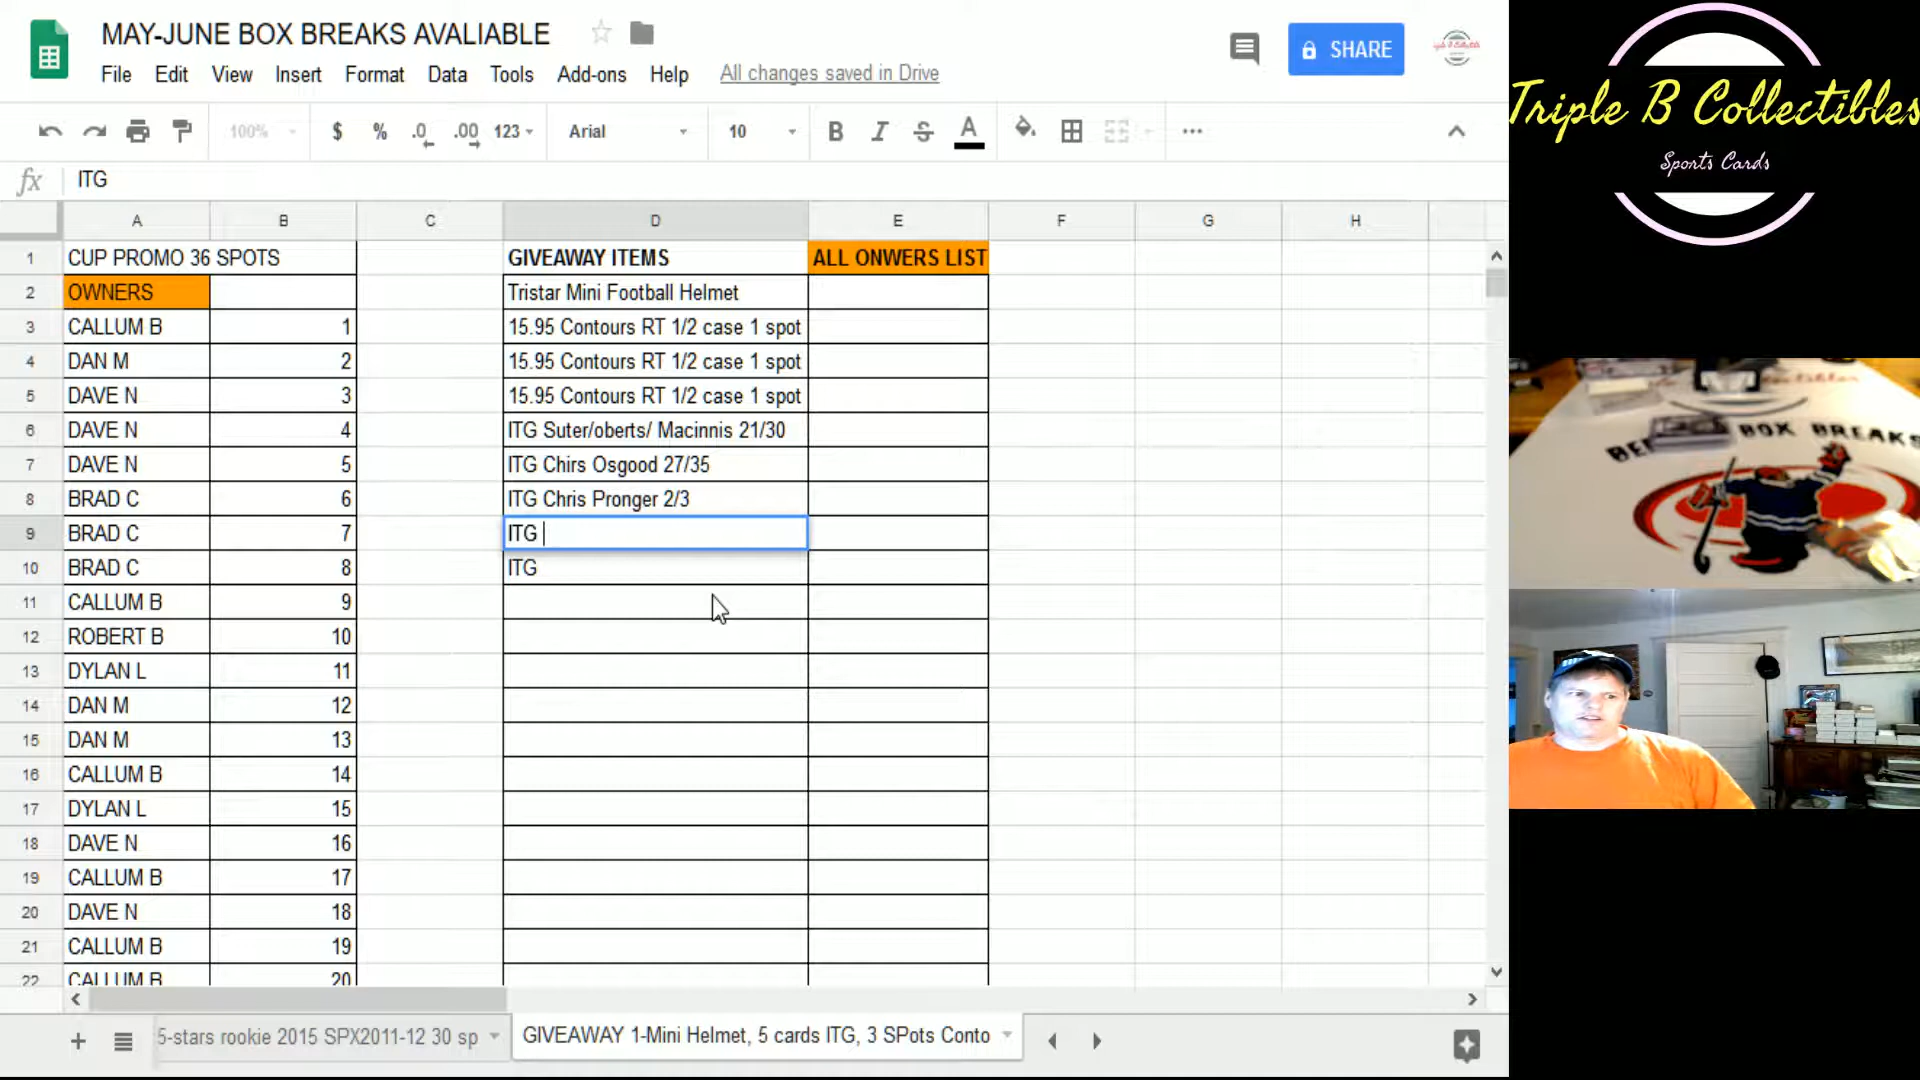 MAY-JUNE BOX BREAKS AVALIABLE
File Edit View Insert Format Data Tools Add-ons Help All changes saved in Drive
SHARE
100% $ % .0 .00 123 Arial 10 B I S A
fx ITG
A B C D E F G H
1 CUP PROMO 36 SPOTS GIVEAWAY ITEMS ALL ONWERS LIST
2 OWNERS Tristar Mini Football Helmet
3 CALLUM B 1 15.95 Contours RT 1/2 case 1 spot
4 DAN M 2 15.95 Contours RT 1/2 case 1 spot
5 DAVE N 3 15.95 Contours RT 1/2 case 1 spot
6 DAVE N 4 ITG Suter/oberts/ Macinnis 21/30
7 DAVE N 5 ITG Chirs Osgood 27/35
8 BRAD C 6 ITG Chris Pronger 2/3
9 BRAD C 7 ITG
10 BRAD C 8 ITG
11 CALLUM B 9
12 ROBERT B 10
13 DYLAN L 11
14 DAN M 12
15 DAN M 13
16 CALLUM B 14
17 DYLAN L 15
18 DAVE N 16
19 CALLUM B 17
20 DAVE N 18
21 CALLUM B 19
22 CALLUM B 20
5-stars rookie 2015 SPX2011-12 30 sp GIVEAWAY 1-Mini Helmet, 5 cards ITG, 3 SPots Conto
Triple B Collectibles
Sports Cards
BOX BREAKS